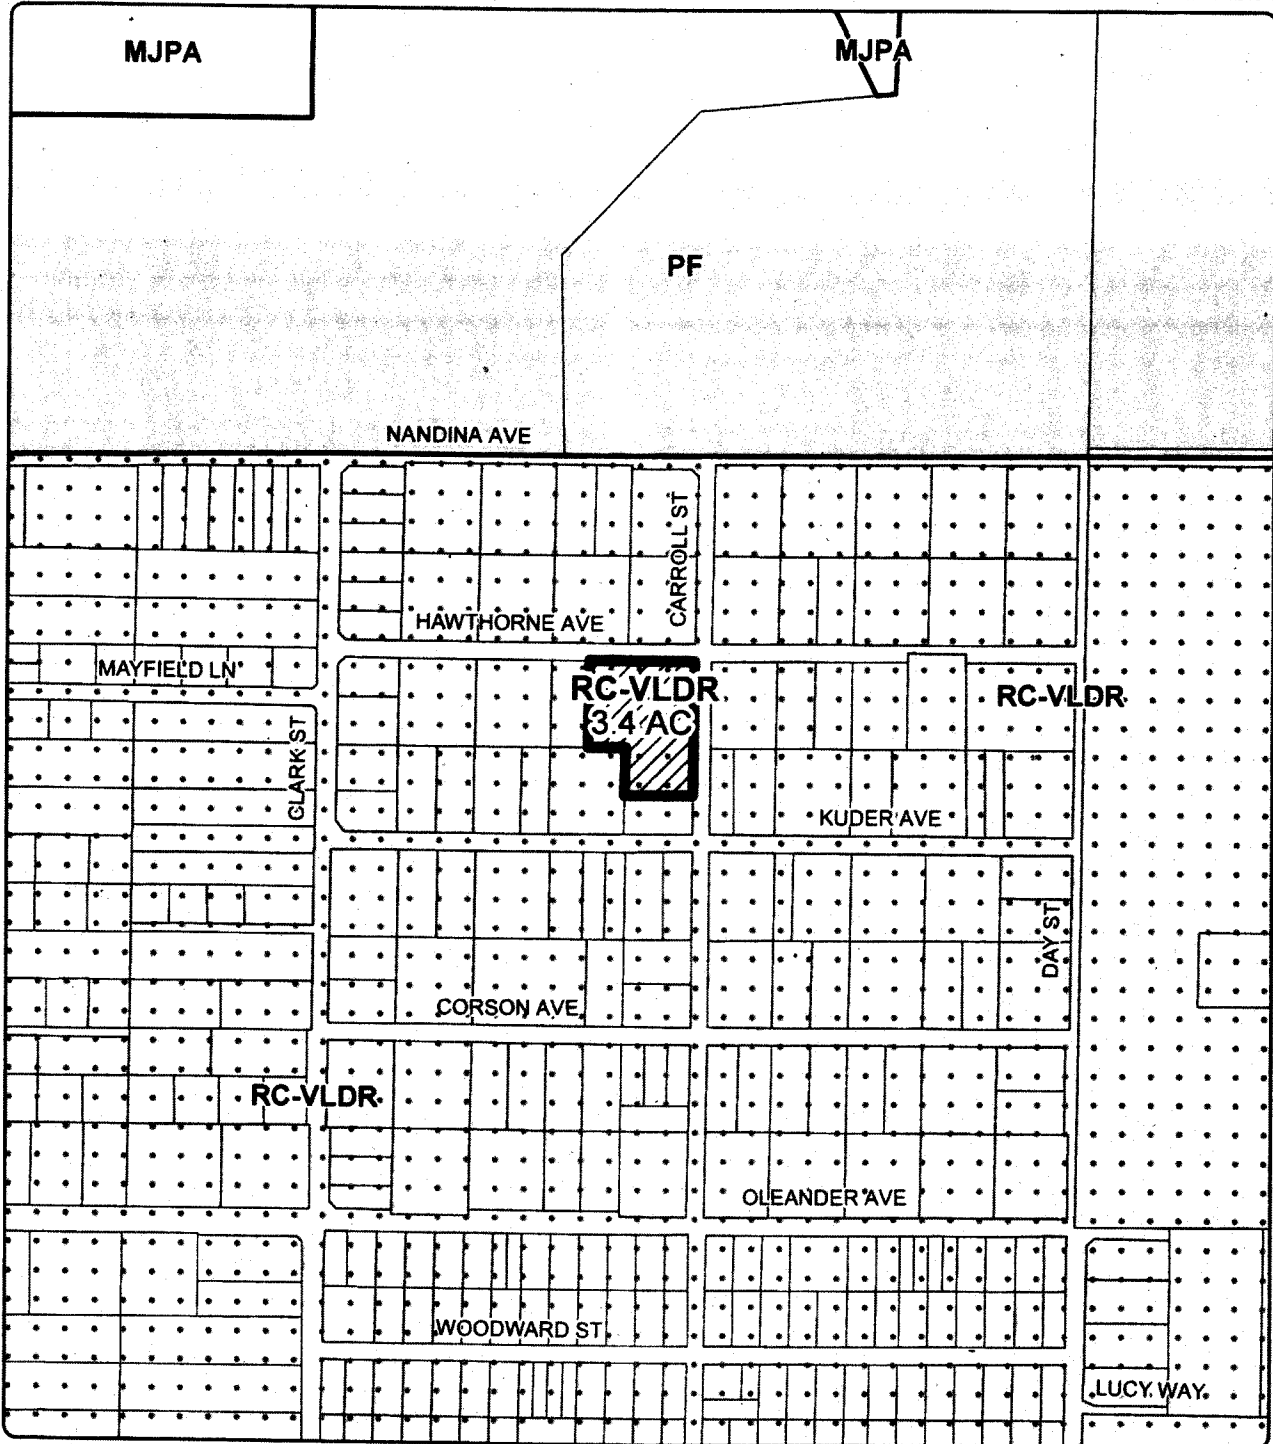 MJPA
MJPA
PF
NANDINA AVE
CARROLL ST
HAWTHORNE AVE
MAYFIELD LN
RC-VLDR
3.4 AC
RC-VLDR
CLARK ST
KUDER AVE
DAY ST
CORSON AVE
RC-VLDR
OLEANDER AVE
WOODWARD ST
LUCY WAY